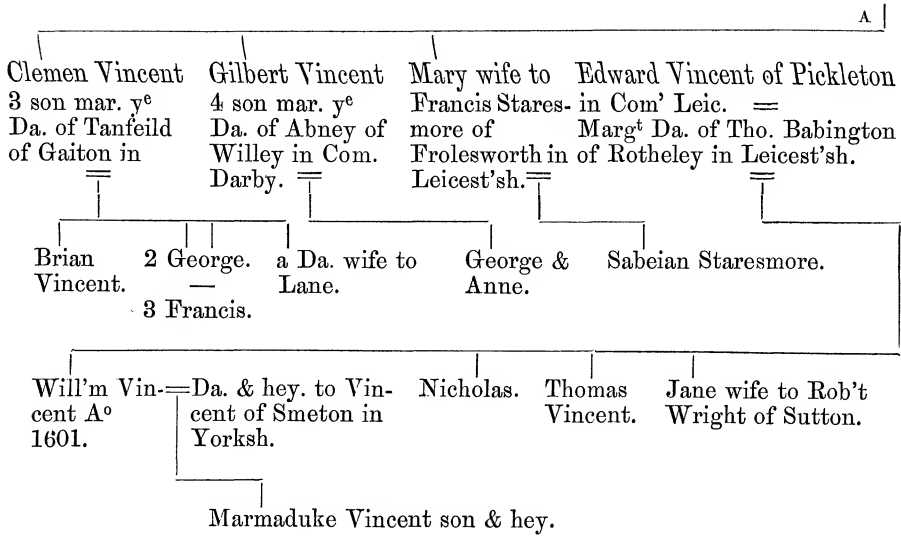 A
Clemen Vincent
3 son mar. yᵉ
Da. of Tanfeild
of Gaiton in
Gilbert Vincent
4 son mar. yᵉ
Da. of Abney of
Willey in Com.
Darby.
Mary wife to
Francis Stares-
more of
Frolesworth in
Leicest'sh.
Edward Vincent of Pickleton
in Com' Leic. =
Margᵗ Da. of Tho. Babington
of Rotheley in Leicest'sh.
Brian
Vincent.
2 George.
—
3 Francis.
a Da. wife to
Lane.
George &
Anne.
Sabeian Staresmore.
Will'm Vin-
cent Aº
1601.
=Da. & hey. to Vin-
cent of Smeton in
Yorksh.
Nicholas.
Thomas
Vincent.
Jane wife to Rob't
Wright of Sutton.
Marmaduke Vincent son & hey.